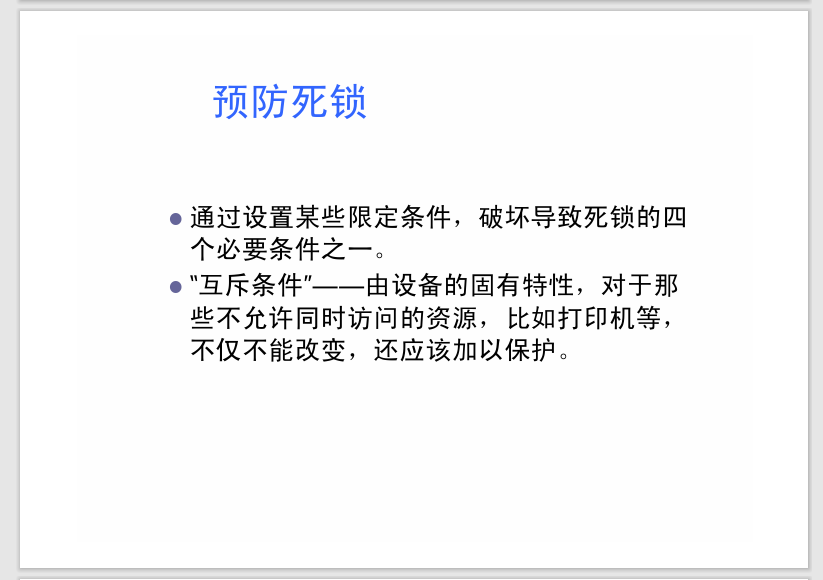 预防死锁
通过设置某些限定条件，破坏导致死锁的四
个必要条件之一。
“互斥条件”——由设备的固有特性，对于那
些不允许同时访问的资源，比如打印机等，
不仅不能改变，还应该加以保护。